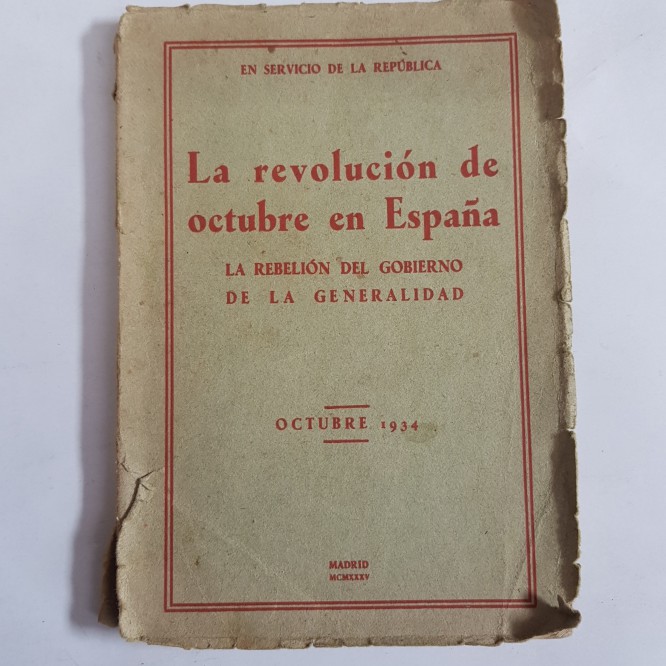 EN SERVICIO DE LA REPÚBLICA
La revolución de
octubre en España
LA REBELIÓN DEL GOBIERNO
DE LA GENERALIDAD
OCTUBRE 1934
MADRID
MCMXXXV